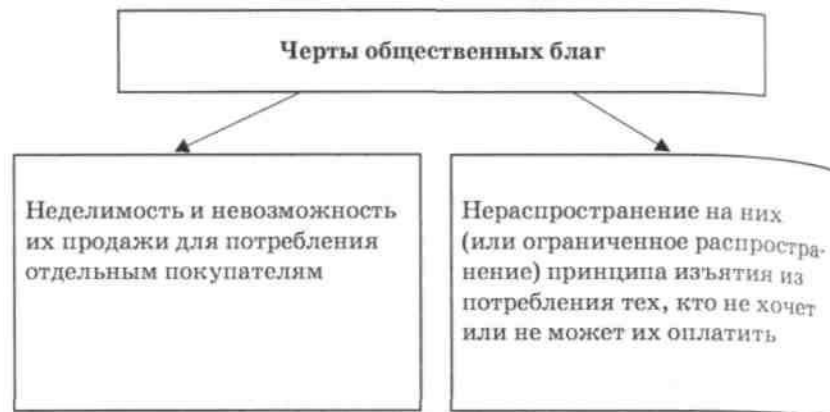 Черты общественных благ
Неделимость и невозможность
их продажи для потребления
отдельным покупателям
Нераспространение на них
(или ограниченное распростра-
нение) принципа изъятия из
потребления тех, кто не хочет
или не может их оплатить